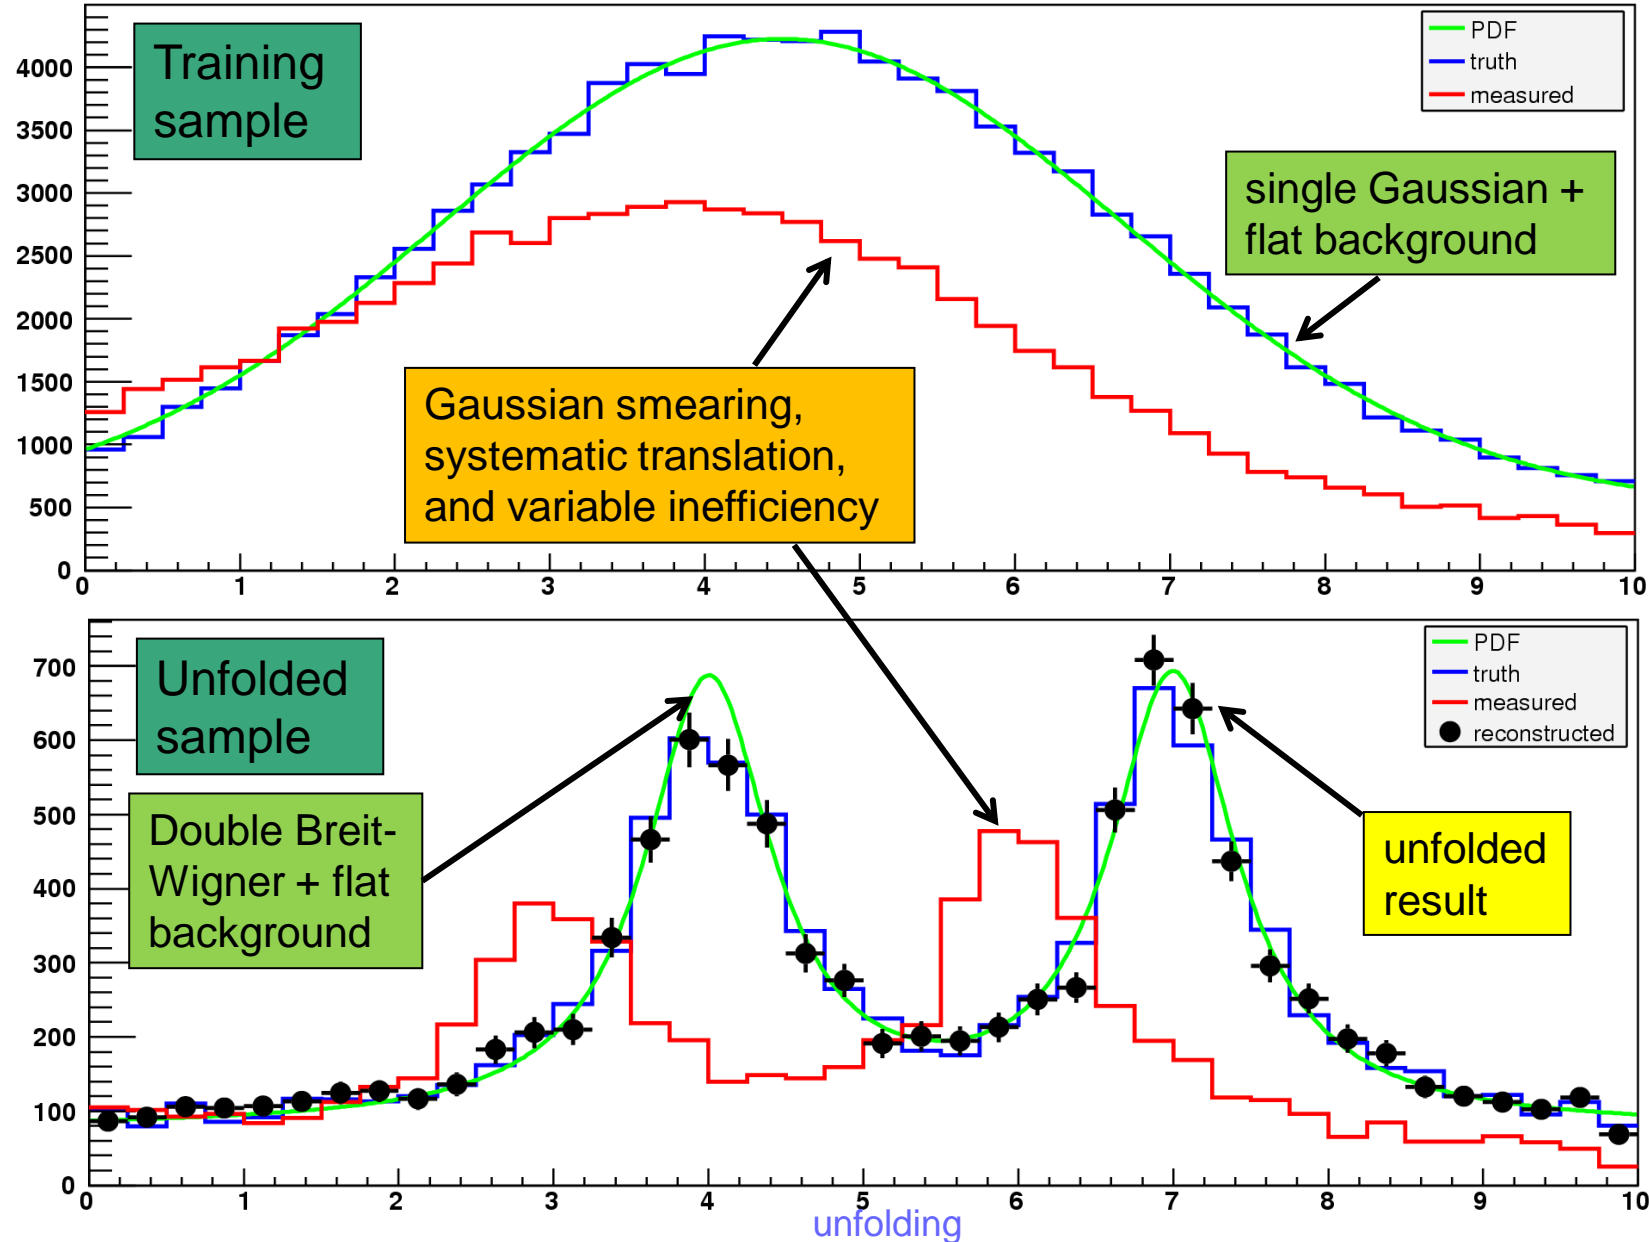 Training
sample
PDF
truth
measured
single Gaussian +
flat background
Gaussian smearing,
systematic translation,
and variable inefficiency
4000
3500
3000
2500
2000
1500
1000
500
0
0 1 2 3 4 5 6 7 8 9 10
Unfolded
sample
PDF
truth
measured
reconstructed
Double Breit-
Wigner + flat
background
unfolded
result
700
600
500
400
300
200
100
0
0 1 2 3 4 5 6 7 8 9 10
unfolding